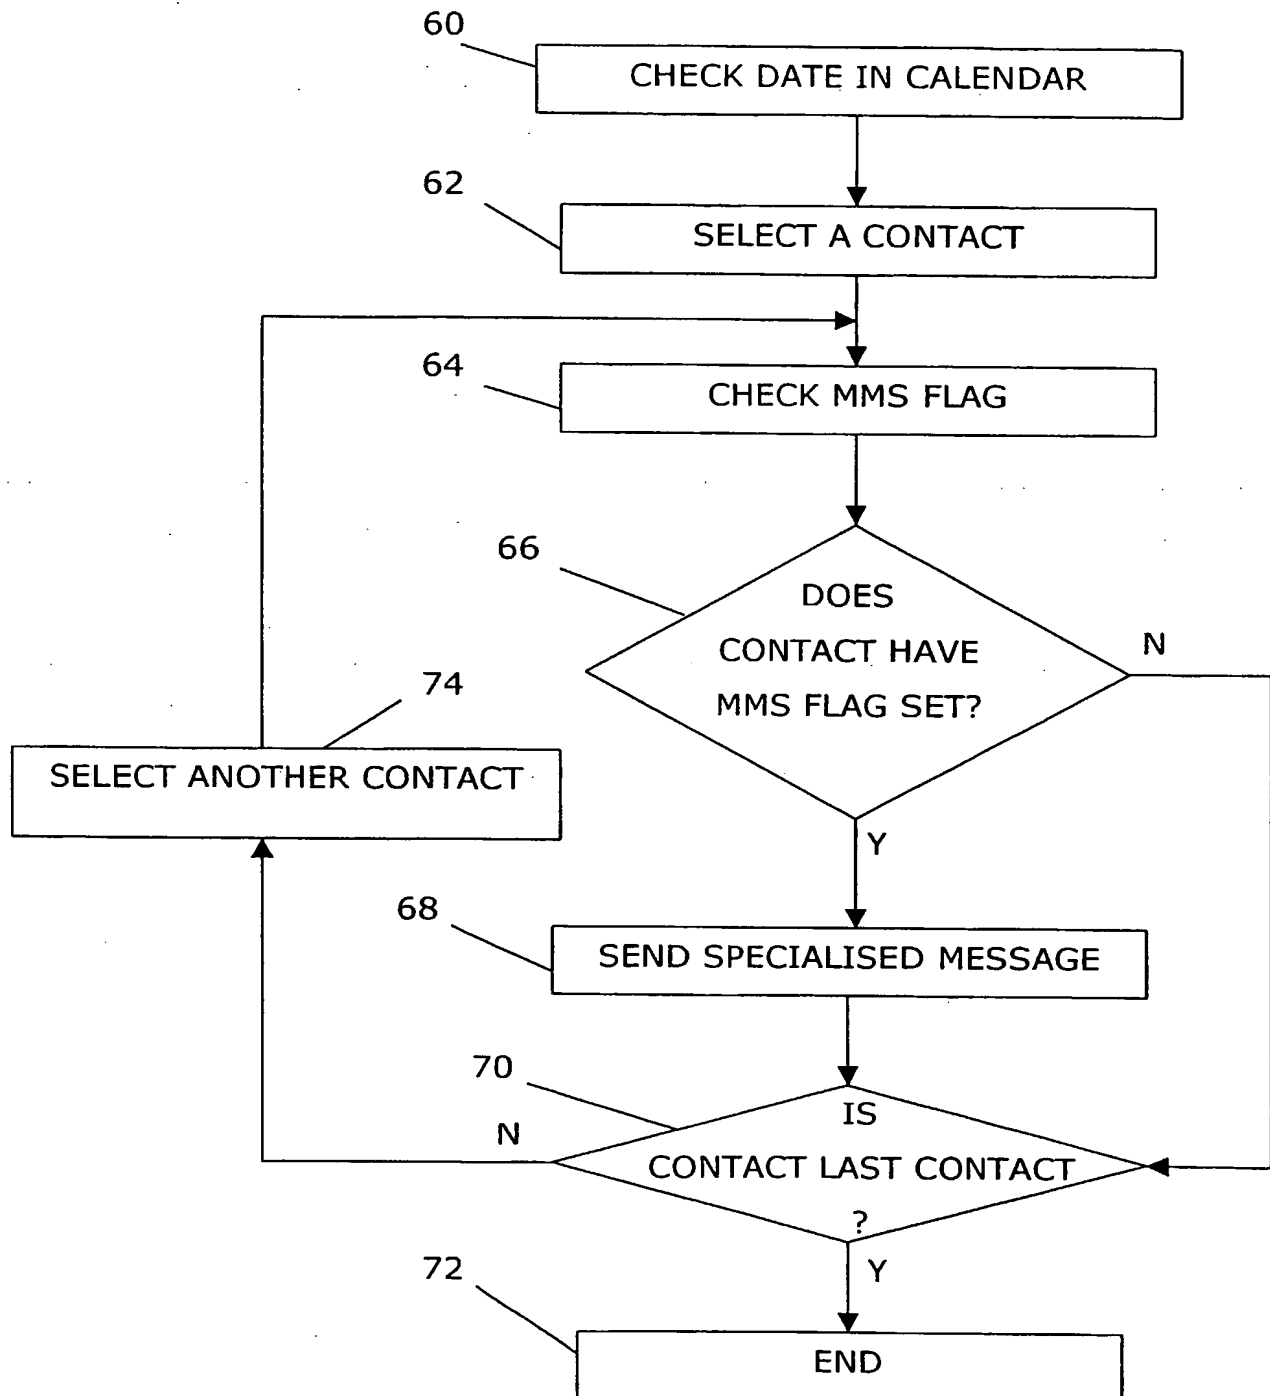 60
CHECK DATE IN CALENDAR
62
SELECT A CONTACT
64
CHECK MMS FLAG
66
DOES
CONTACT HAVE
MMS FLAG SET?
N
74
SELECT ANOTHER CONTACT
Y
68
SEND SPECIALISED MESSAGE
70
IS
N
CONTACT LAST CONTACT
?
Y
72
END